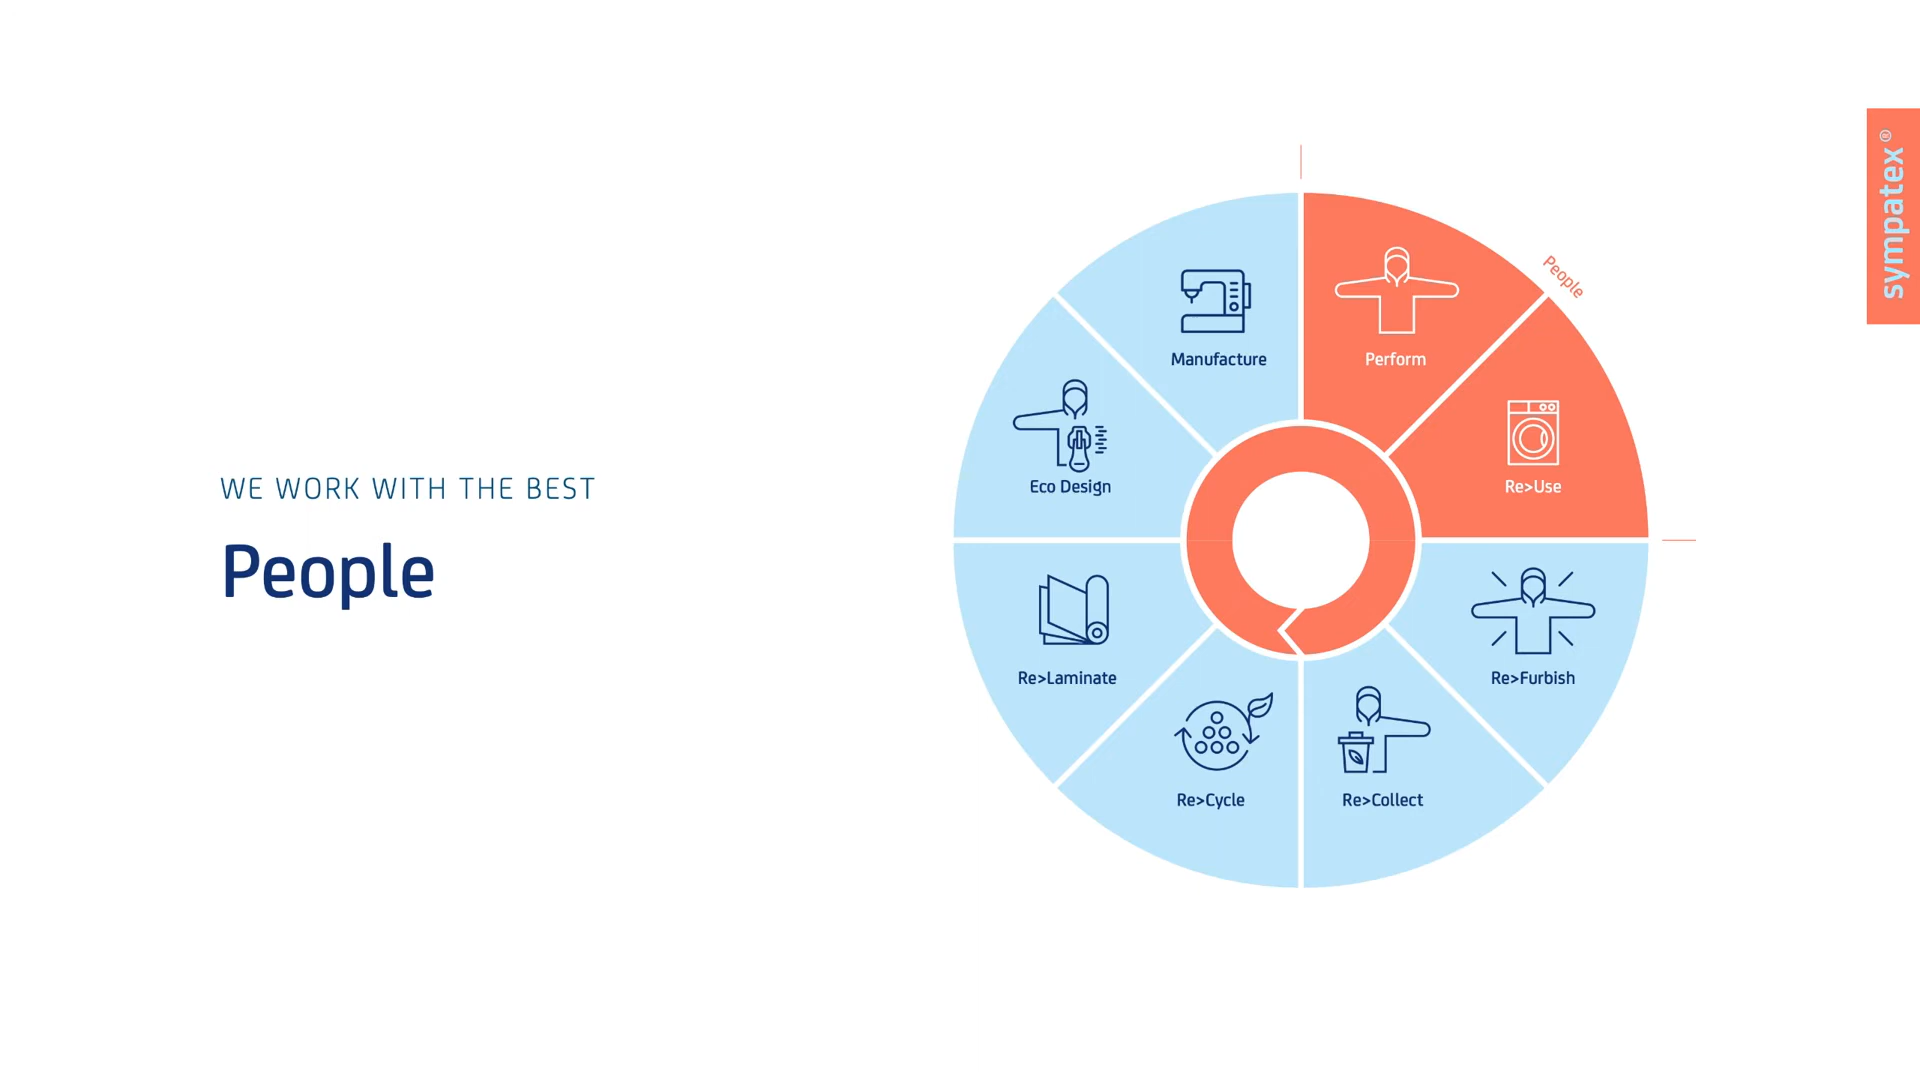 WE WORK WITH THE BEST
People
Manufacture
Perform
People
Eco Design
Re>Use
Re>Laminate
Re>Furbish
Re>Cycle
Re>Collect
sympatex®